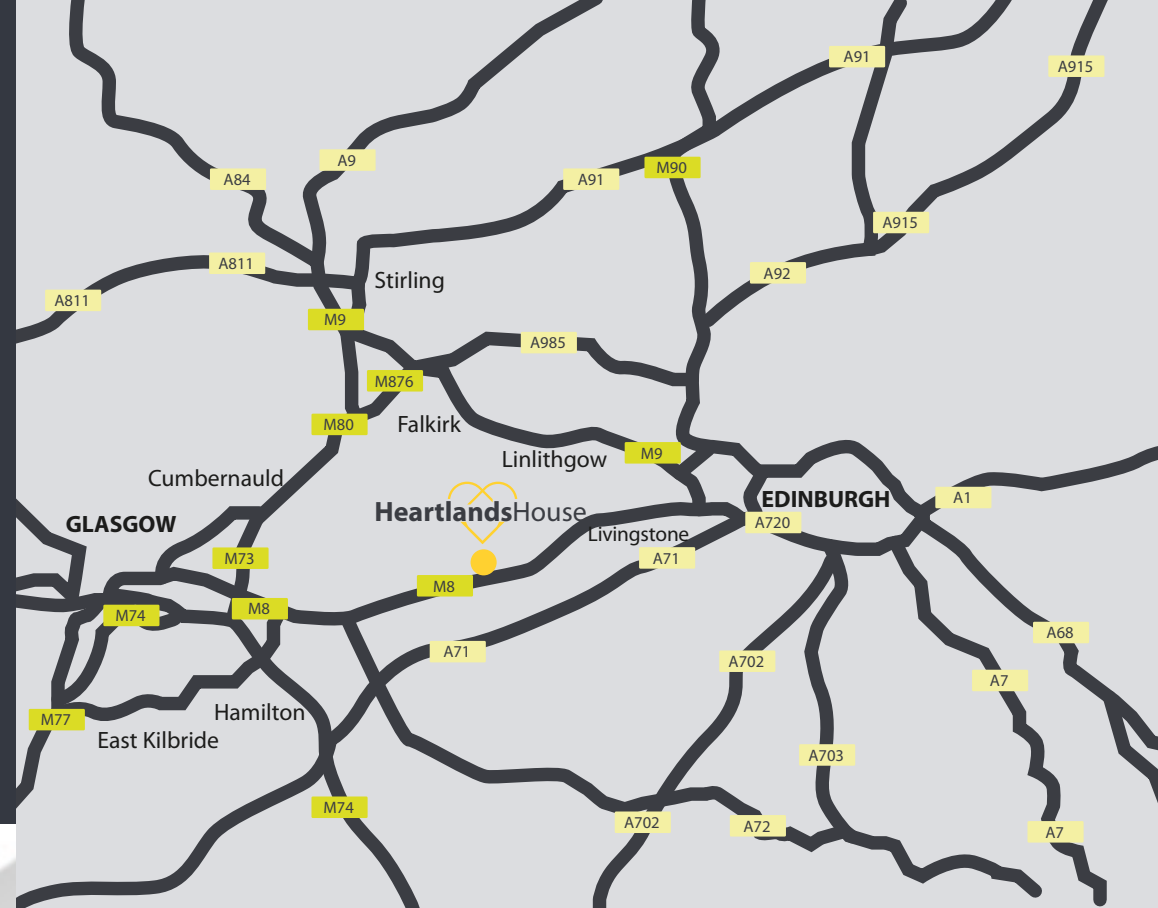 A91
A915
A9
M90
A84
A91
A915
A811
A92
Stirling
A811
M9
A985
M876
M80
Falkirk
M9
Linlithgow
Cumbernauld
EDINBURGH
A1
HeartlandsHouse
GLASGOW
A720
Livingstone
M73
A71
M8
M8
M74
A68
A71
A702
A7
Hamilton
M77
East Kilbride
A703
M74
A702
A72
A7